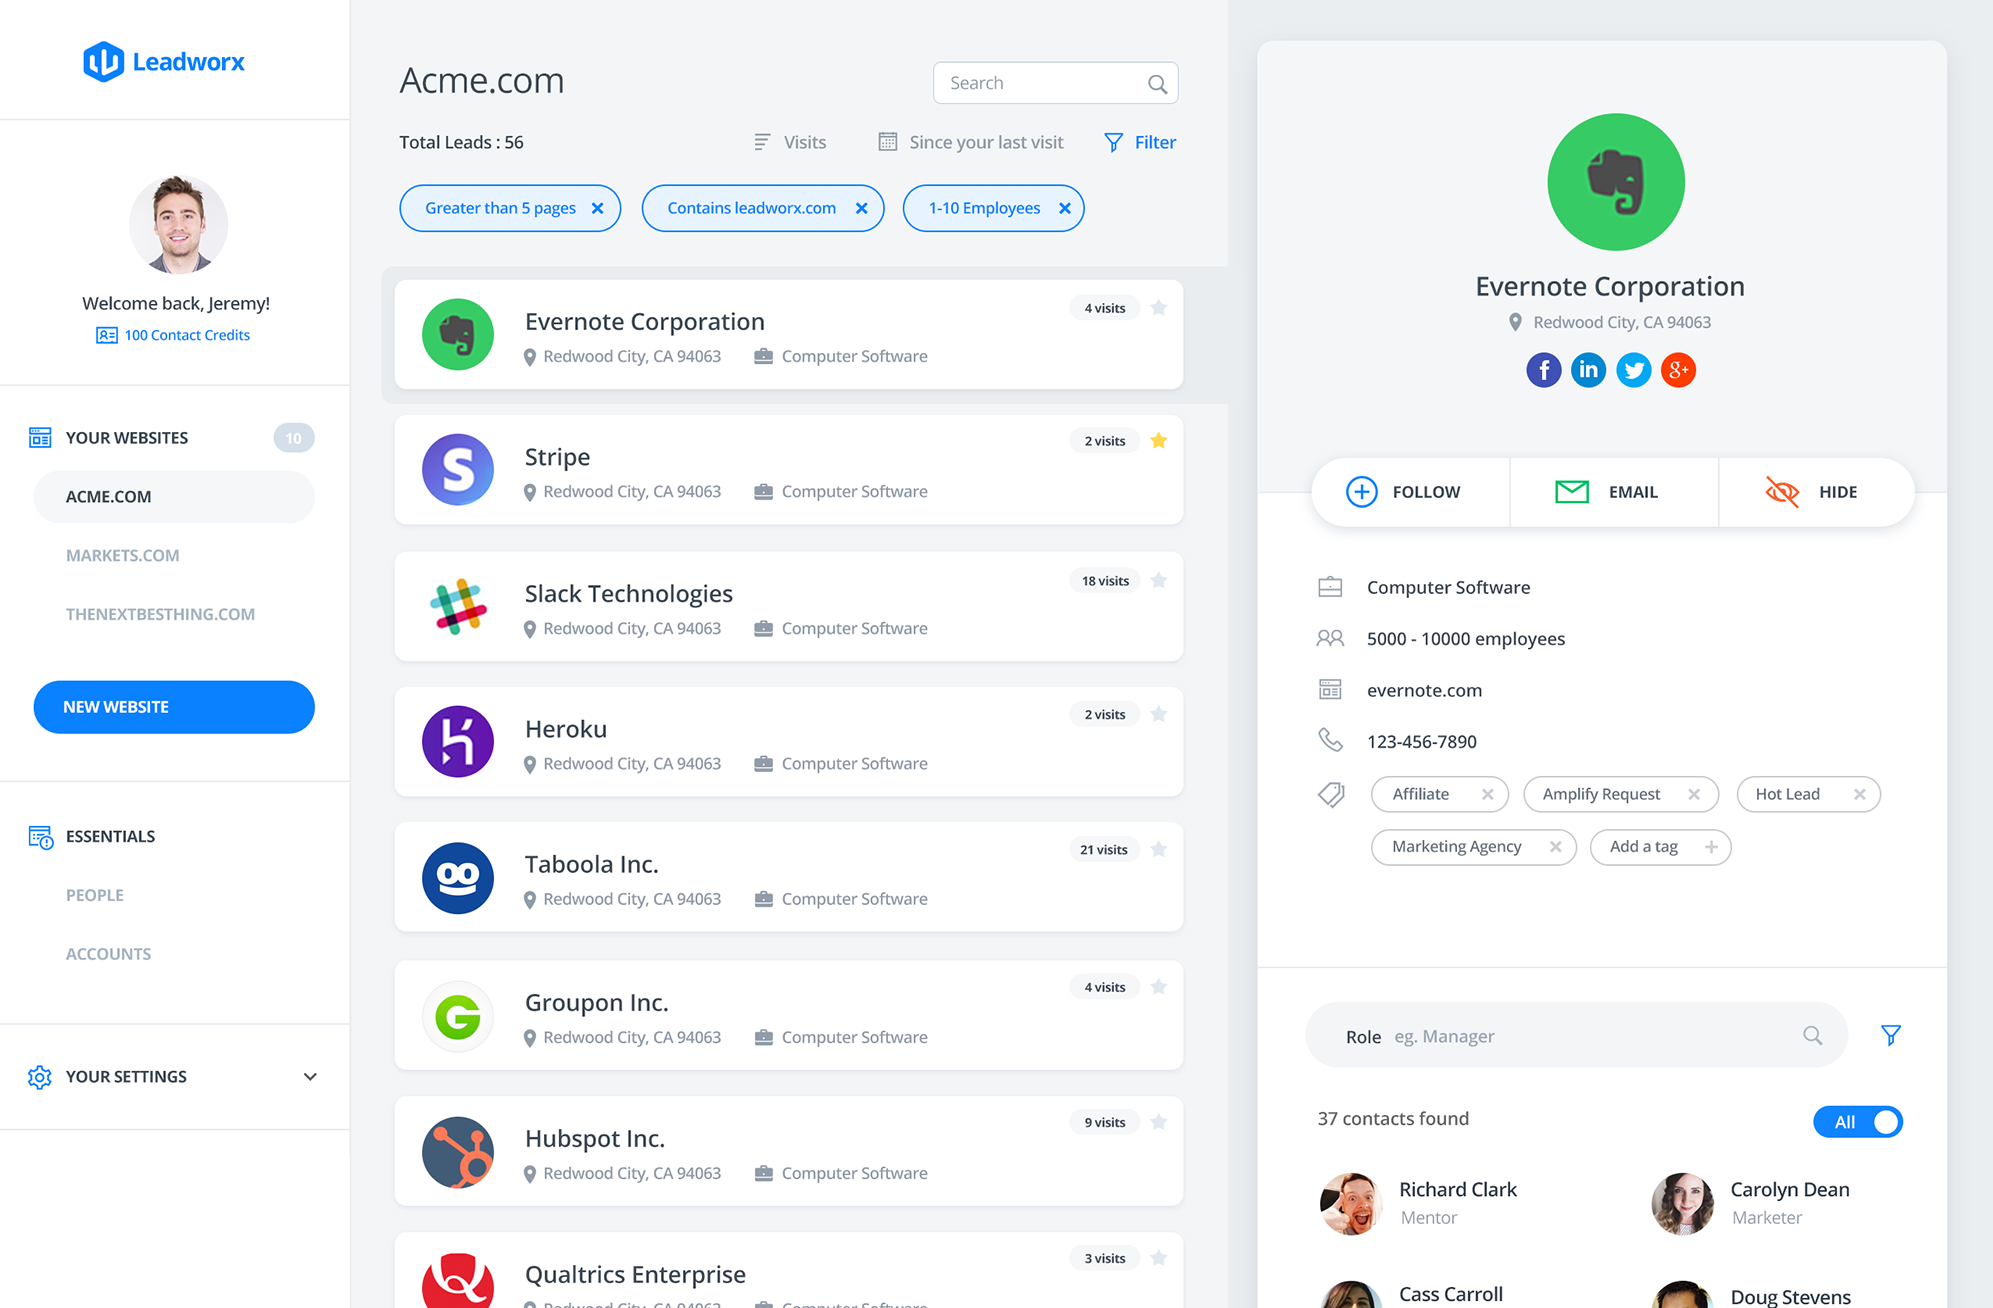 Leadworx
Welcome back, Jeremy!
100 Contact Credits
YOUR WEBSITES 10
ACME.COM
MARKETS.COM
THENEXTBESTHING.COM
NEW WEBSITE
ESSENTIALS
PEOPLE
ACCOUNTS
YOUR SETTINGS
Acme.com
Search
Total Leads : 56 Visits Since your last visit Filter
Greater than 5 pages Contains leadworx.com 1-10 Employees
Evernote Corporation 4 visits
Redwood City, CA 94063 Computer Software
Stripe 2 visits
Redwood City, CA 94063 Computer Software
Slack Technologies 18 visits
Redwood City, CA 94063 Computer Software
Heroku 2 visits
Redwood City, CA 94063 Computer Software
Taboola Inc. 21 visits
Redwood City, CA 94063 Computer Software
Groupon Inc. 4 visits
Redwood City, CA 94063 Computer Software
Hubspot Inc. 9 visits
Redwood City, CA 94063 Computer Software
Qualtrics Enterprise 3 visits
Redwood City, CA 94063 Computer Software
Evernote Corporation
Redwood City, CA 94063
FOLLOW EMAIL HIDE
Computer Software
5000 - 10000 employees
evernote.com
123-456-7890
Affiliate Amplify Request Hot Lead
Marketing Agency Add a tag
Role eg. Manager
37 contacts found All
Richard Clark
Mentor
Carolyn Dean
Marketer
Cass Carroll
Doug Stevens